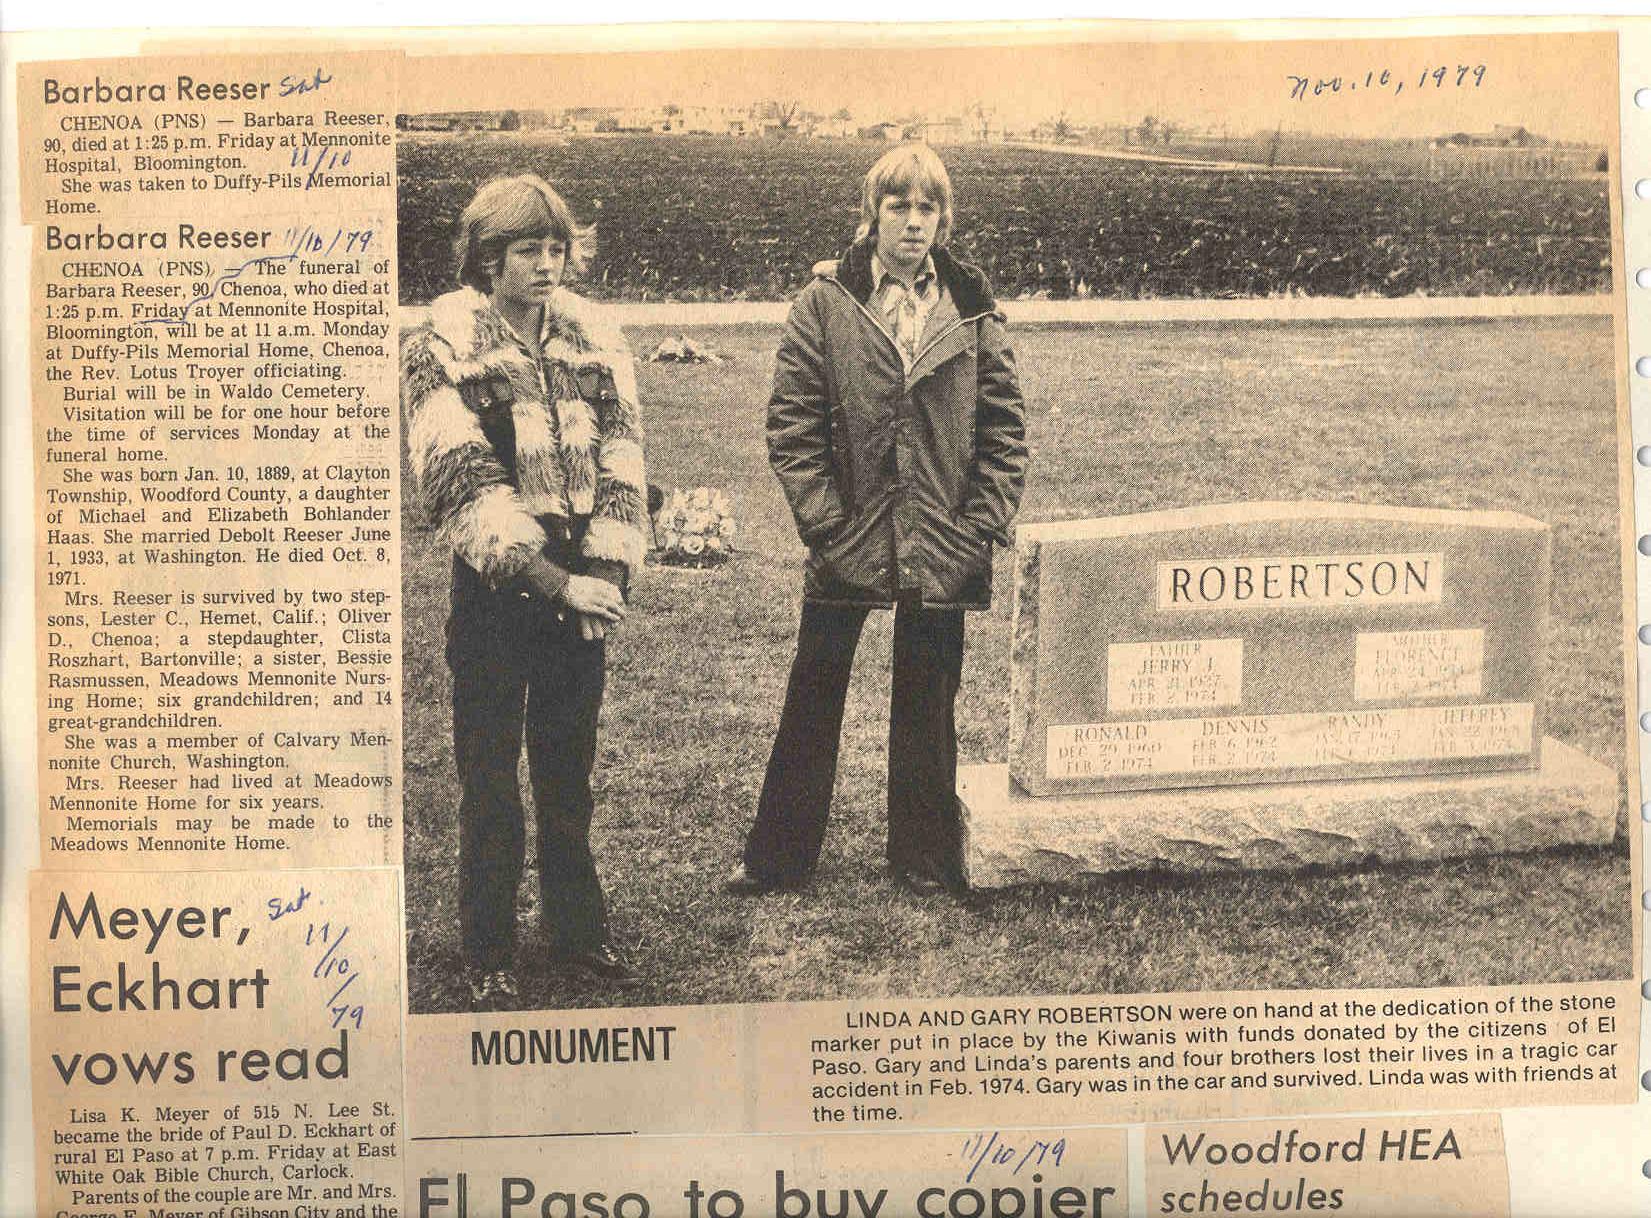 Nov. 10, 1979
Barbara Reeser Sat
CHENOA (PNS) — Barbara Reeser,
90, died at 1:25 p.m. Friday at Mennonite
Hospital, Bloomington. 11/10
She was taken to Duffy-Pils Memorial
Home.
Barbara Reeser 11/10/79
CHENOA (PNS) — The funeral of
Barbara Reeser, 90, Chenoa, who died at
1:25 p.m. Friday at Mennonite Hospital,
Bloomington, will be at 11 a.m. Monday
at Duffy-Pils Memorial Home, Chenoa,
the Rev. Lotus Troyer officiating.
Burial will be in Waldo Cemetery.
Visitation will be for one hour before
the time of services Monday at the
funeral home.
She was born Jan. 10, 1889, at Clayton
Township, Woodford County, a daughter
of Michael and Elizabeth Bohlander
Haas. She married Debolt Reeser June
1, 1933, at Washington. He died Oct. 8,
1971.
Mrs. Reeser is survived by two step-
sons, Lester C., Hemet, Calif.; Oliver
D., Chenoa; a stepdaughter, Clista
Roszhart, Bartonville; a sister, Bessie
Rasmussen, Meadows Mennonite Nurs-
ing Home; six grandchildren; and 14
great-grandchildren.
She was a member of Calvary Men-
nonite Church, Washington.
Mrs. Reeser had lived at Meadows
Mennonite Home for six years.
Memorials may be made to the
Meadows Mennonite Home.
Meyer, Sat.
Eckhart 11/10/79
vows read
Lisa K. Meyer of 515 N. Lee St.
became the bride of Paul D. Eckhart of
rural El Paso at 7 p.m. Friday at East
White Oak Bible Church, Carlock.
Parents of the couple are Mr. and Mrs.
George F. Meyer of Gibson City and the
ROBERTSON
FATHER
JERRY J.
APR. 21, 1927
FEB. 2, 1974
MOTHER
FLORENCE
RONALD
DEC. 29, 1960
FEB. 2, 1974
DENNIS
FEB. 6, 1962
FEB. 2, 1974
RANDY
JEFFREY
MONUMENT
LINDA AND GARY ROBERTSON were on hand at the dedication of the stone
marker put in place by the Kiwanis with funds donated by the citizens of El
Paso. Gary and Linda's parents and four brothers lost their lives in a tragic car
accident in Feb. 1974. Gary was in the car and survived. Linda was with friends at
the time.
11/10/79
El Paso to buy copier
Woodford HEA
schedules